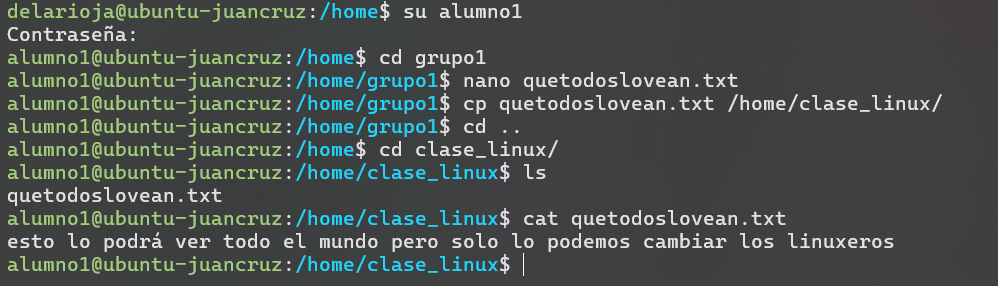 delarioja@ubuntu-juancruz:/home$ su alumno1
Contraseña:
alumno1@ubuntu-juancruz:/home$ cd grupo1
alumno1@ubuntu-juancruz:/home/grupo1$ nano quetodoslovean.txt
alumno1@ubuntu-juancruz:/home/grupo1$ cp quetodoslovean.txt /home/clase_linux/
alumno1@ubuntu-juancruz:/home/grupo1$ cd ..
alumno1@ubuntu-juancruz:/home$ cd clase_linux/
alumno1@ubuntu-juancruz:/home/clase_linux$ ls
quetodoslovean.txt
alumno1@ubuntu-juancruz:/home/clase_linux$ cat quetodoslovean.txt
esto lo podrá ver todo el mundo pero solo lo podemos cambiar los linuxeros
alumno1@ubuntu-juancruz:/home/clase_linux$